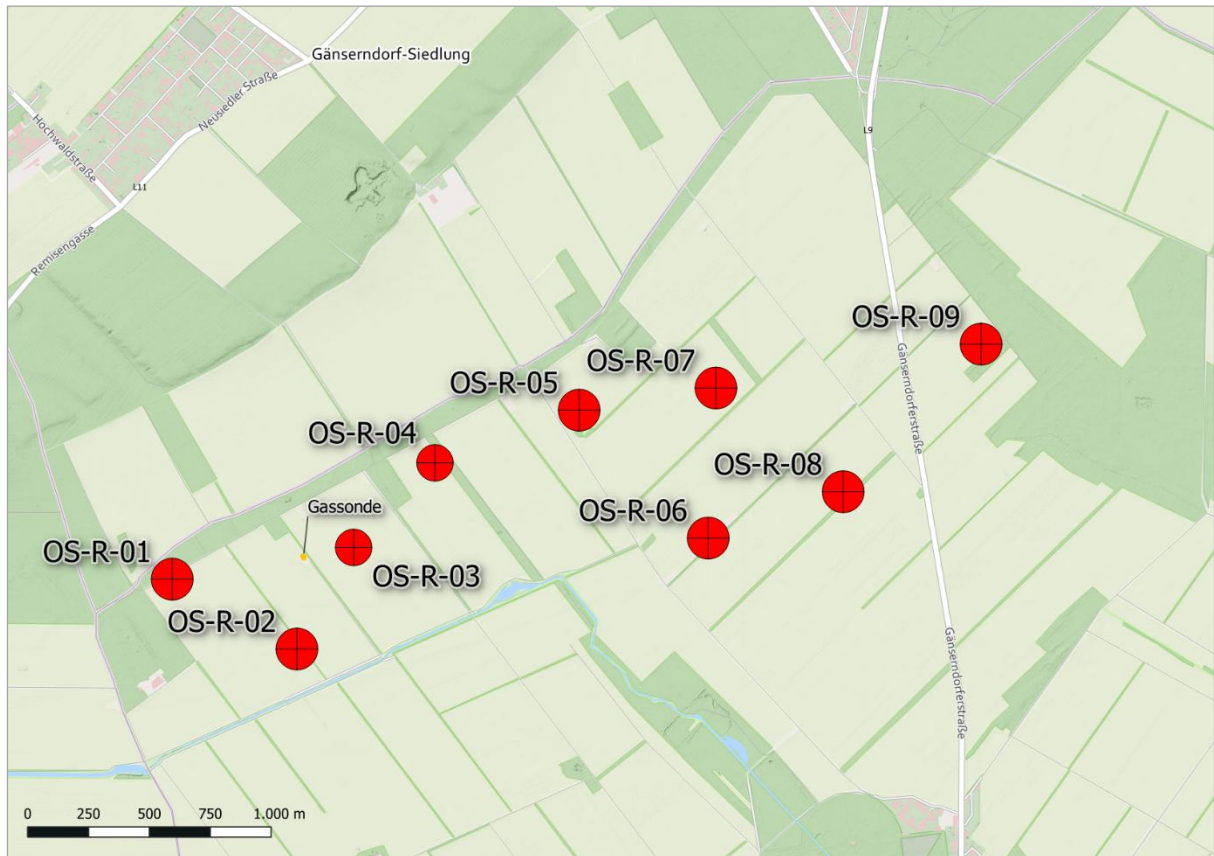 Gänserndorf-Siedlung
Neusiedler Straße
Hochwaldstraße
L11
Remisengasse
L9
OS-R-09
Gänserndorferstraße
OS-R-07
OS-R-05
OS-R-04
OS-R-08
Gassonde
OS-R-06
OS-R-01
OS-R-03
OS-R-02
Gänserndorferstraße
0 250 500 750 1.000 m